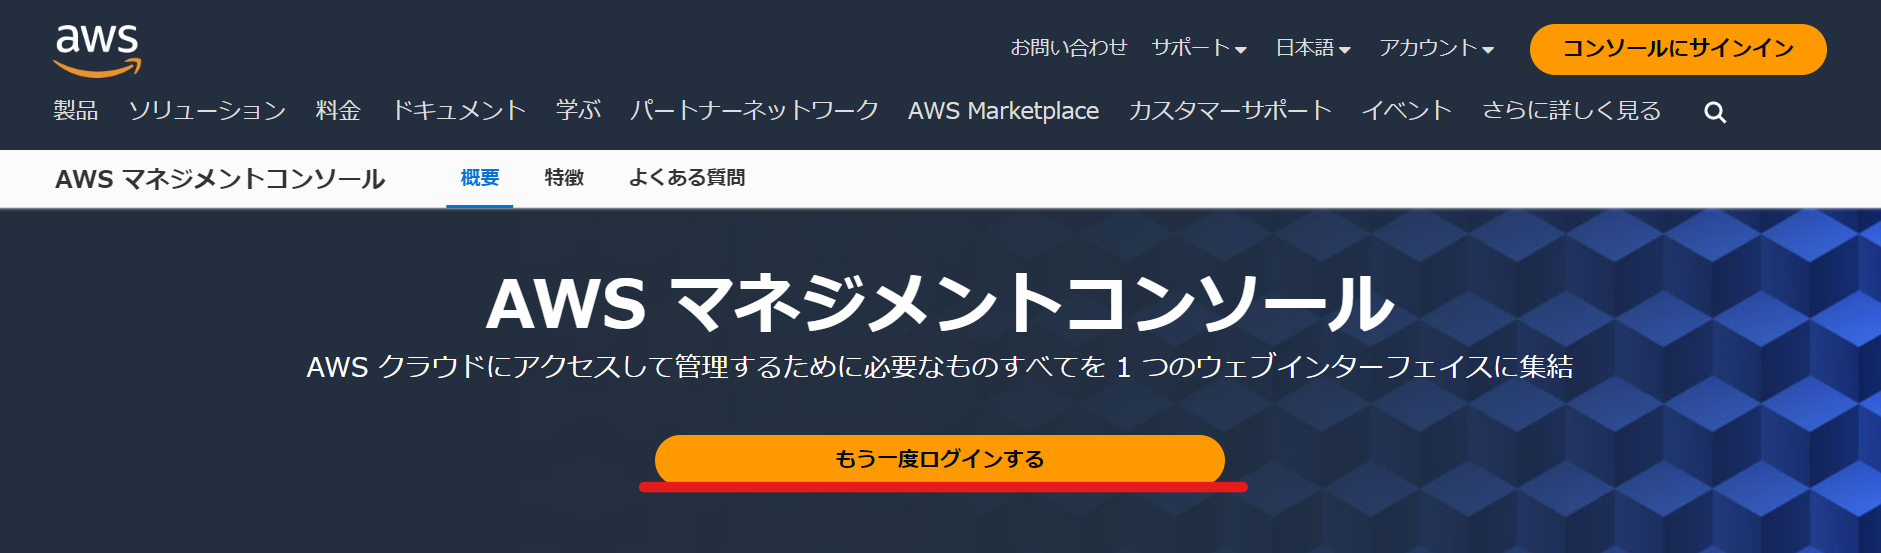 aws
お問い合わせ サポート 日本語 アカウント コンソールにサインイン
製品 ソリューション 料金 ドキュメント 学ぶ パートナーネットワーク AWS Marketplace カスタマーサポート イベント さらに詳しく見る
AWS マネジメントコンソール 概要 特徴 よくある質問
AWS マネジメントコンソール
AWS クラウドにアクセスして管理するために必要なものすべてを 1 つのウェブインターフェイスに集結
もう一度ログインする